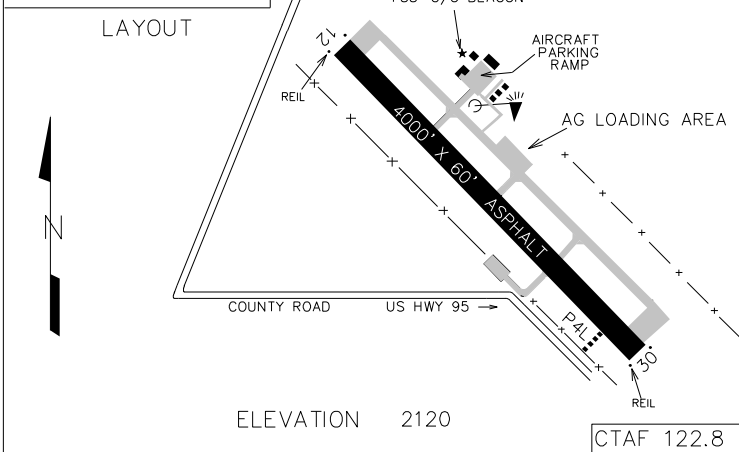 LAYOUT
12
REIL
AIRCRAFT
PARKING
RAMP
AG LOADING AREA
4000' X 60' ASPHALT
N
COUNTY ROAD
US HWY 95
P4L
30
REIL
ELEVATION 2120
CTAF 122.8